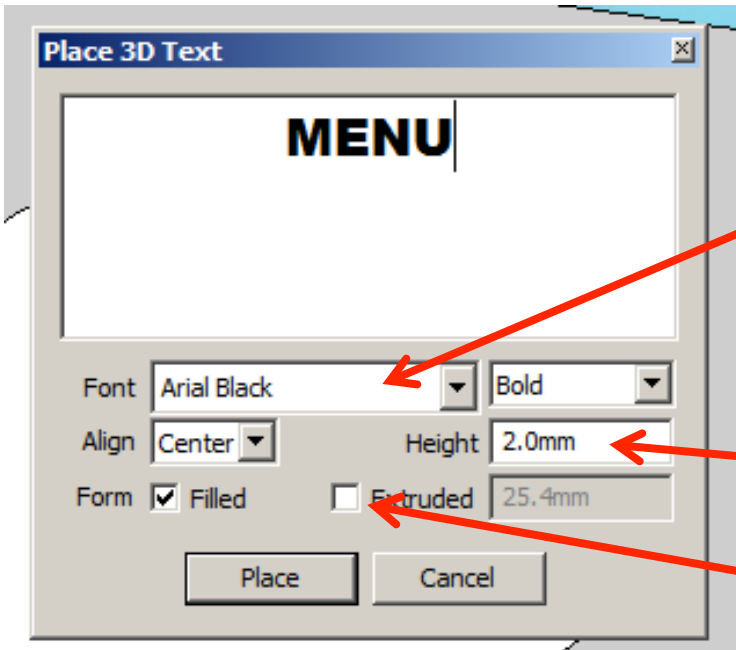 Place 3D Text
MENU
Font Arial Black Bold
Align Center Height 2.0mm
Form Filled Extruded 25.4mm
Place Cancel